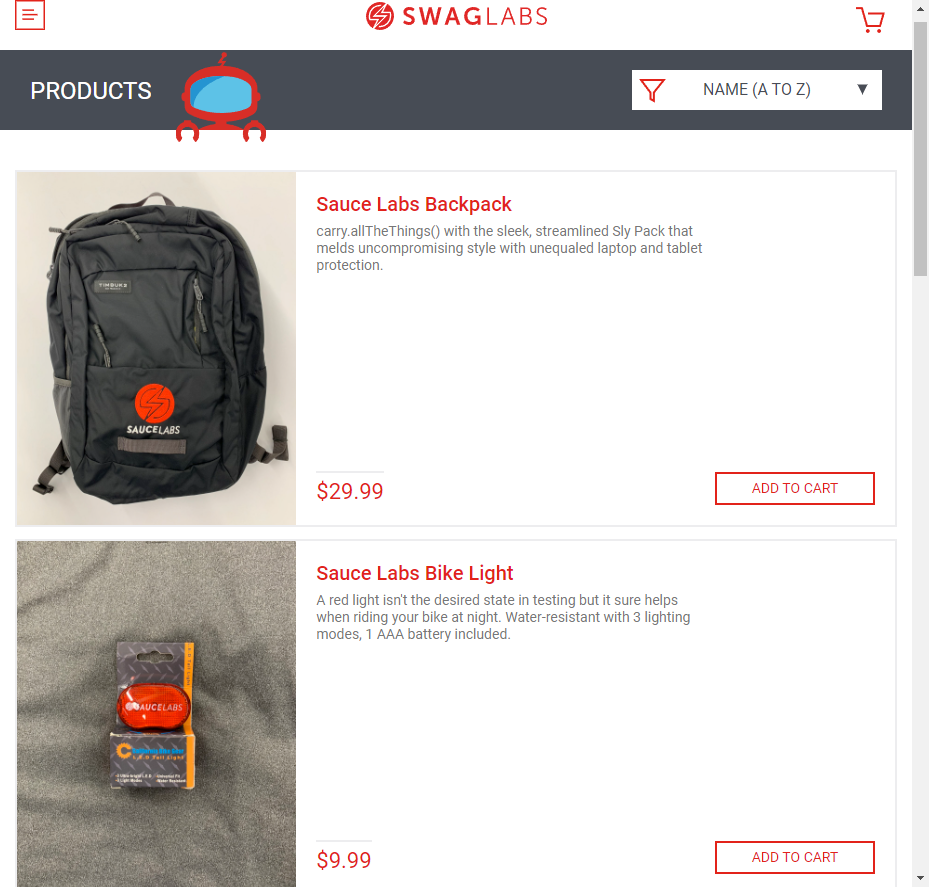 SWAGLABS
PRODUCTS
NAME (A TO Z)
Sauce Labs Backpack
carry.allTheThings() with the sleek, streamlined Sly Pack that
melds uncompromising style with unequaled laptop and tablet
protection.
TIMBUK2
SAUCELABS
$29.99
ADD TO CART
Sauce Labs Bike Light
A red light isn't the desired state in testing but it sure helps
when riding your bike at night. Water-resistant with 3 lighting
modes, 1 AAA battery included.
SAUCELABS
L.E.D Tail Light
$9.99
ADD TO CART